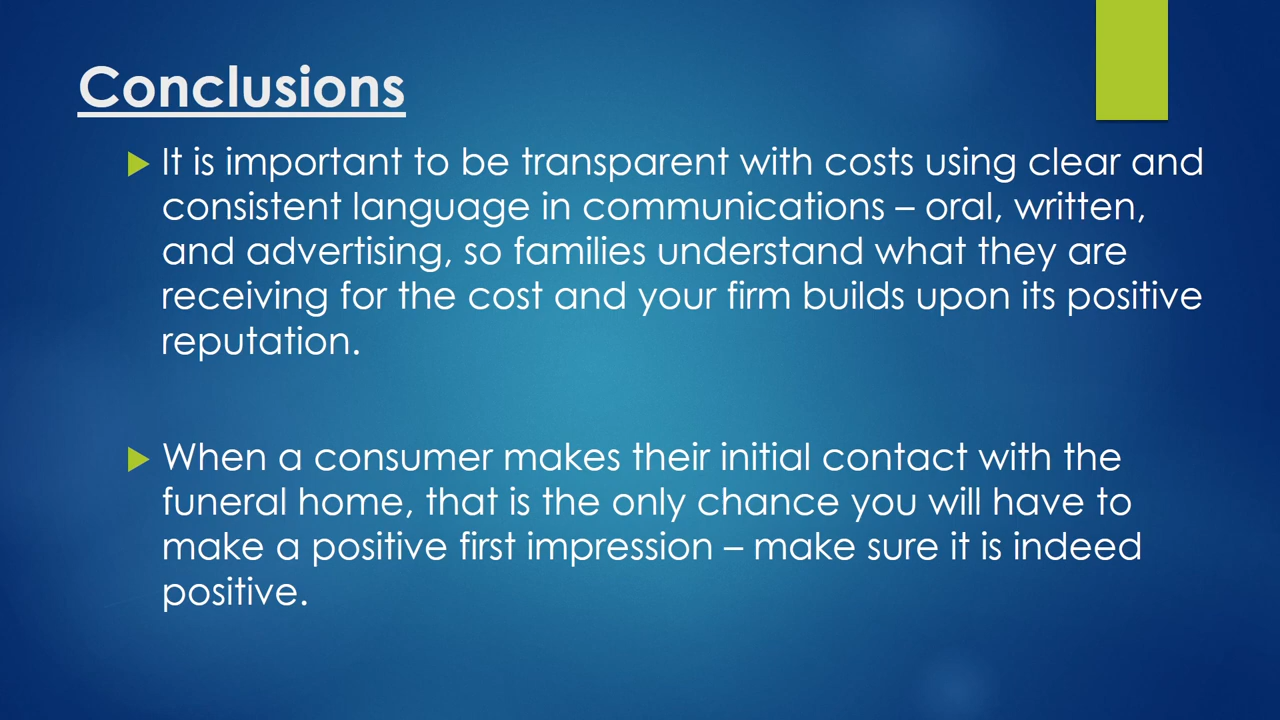 Conclusions
It is important to be transparent with costs using clear and
consistent language in communications – oral, written,
and advertising, so families understand what they are
receiving for the cost and your firm builds upon its positive
reputation.
When a consumer makes their initial contact with the
funeral home, that is the only chance you will have to
make a positive first impression – make sure it is indeed
positive.